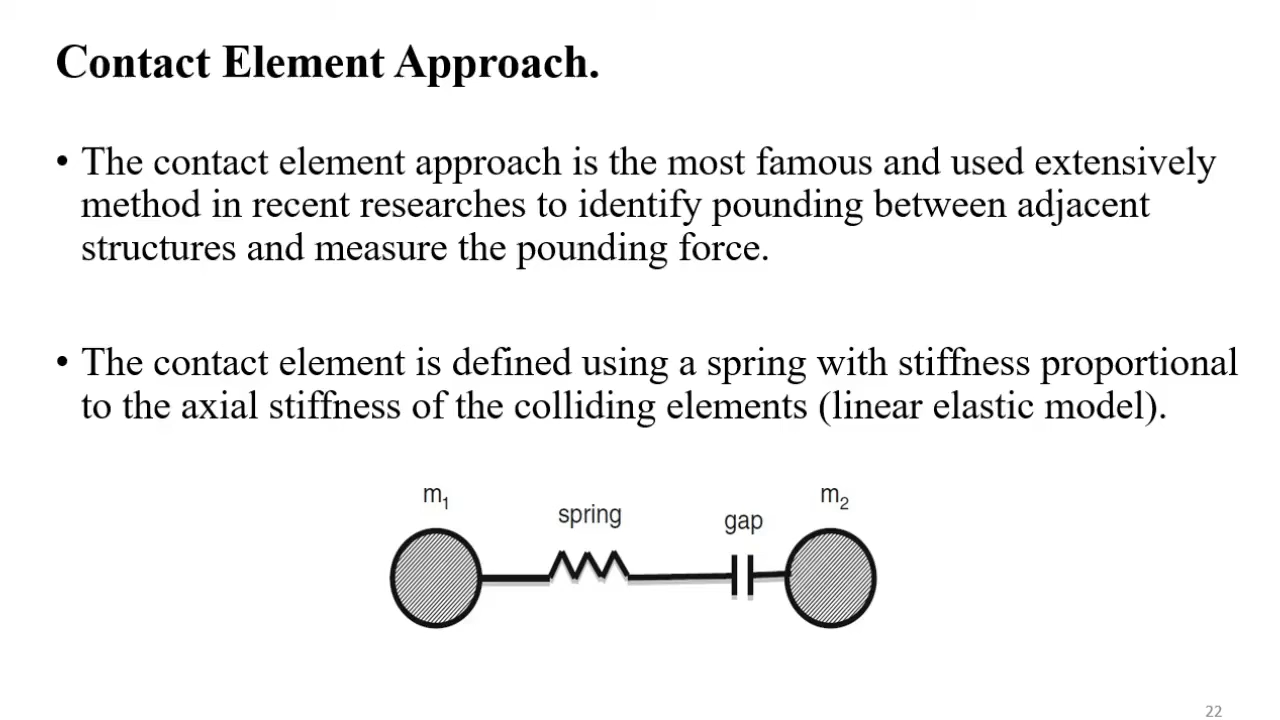 Contact Element Approach.
• The contact element approach is the most famous and used extensively
method in recent researches to identify pounding between adjacent
structures and measure the pounding force.
• The contact element is defined using a spring with stiffness proportional
to the axial stiffness of the colliding elements (linear elastic model).
m₁
spring
gap
m₂
22